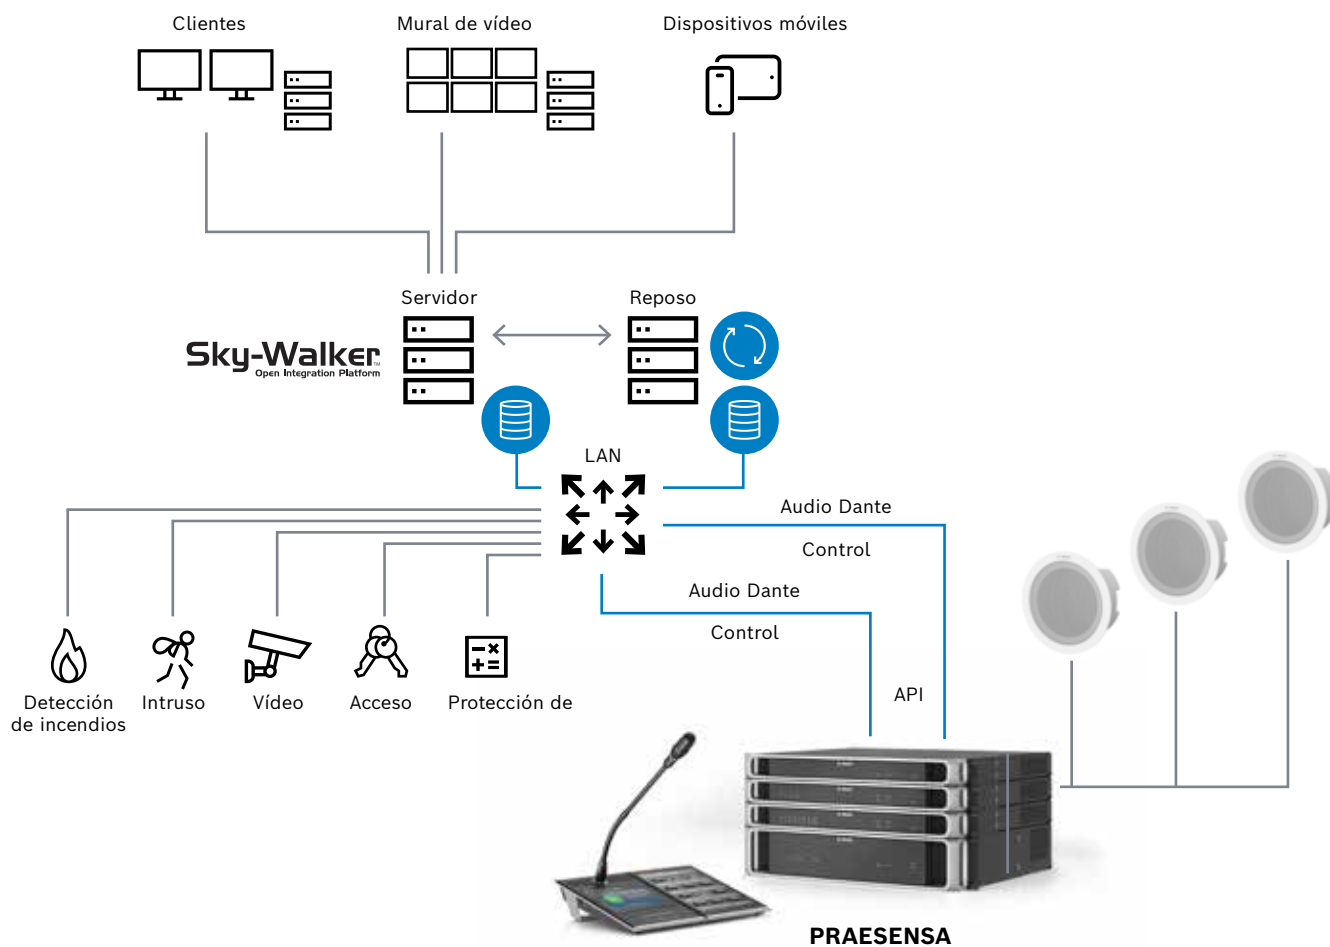 Clientes
Mural de vídeo
Dispositivos móviles
Servidor
Reposo
Sky-Walker™
Open Integration Platform
LAN
Audio Dante
Control
Audio Dante
Control
Detección
de incendios
Intruso
Vídeo
Acceso
Protección de
API
PRAESENSA